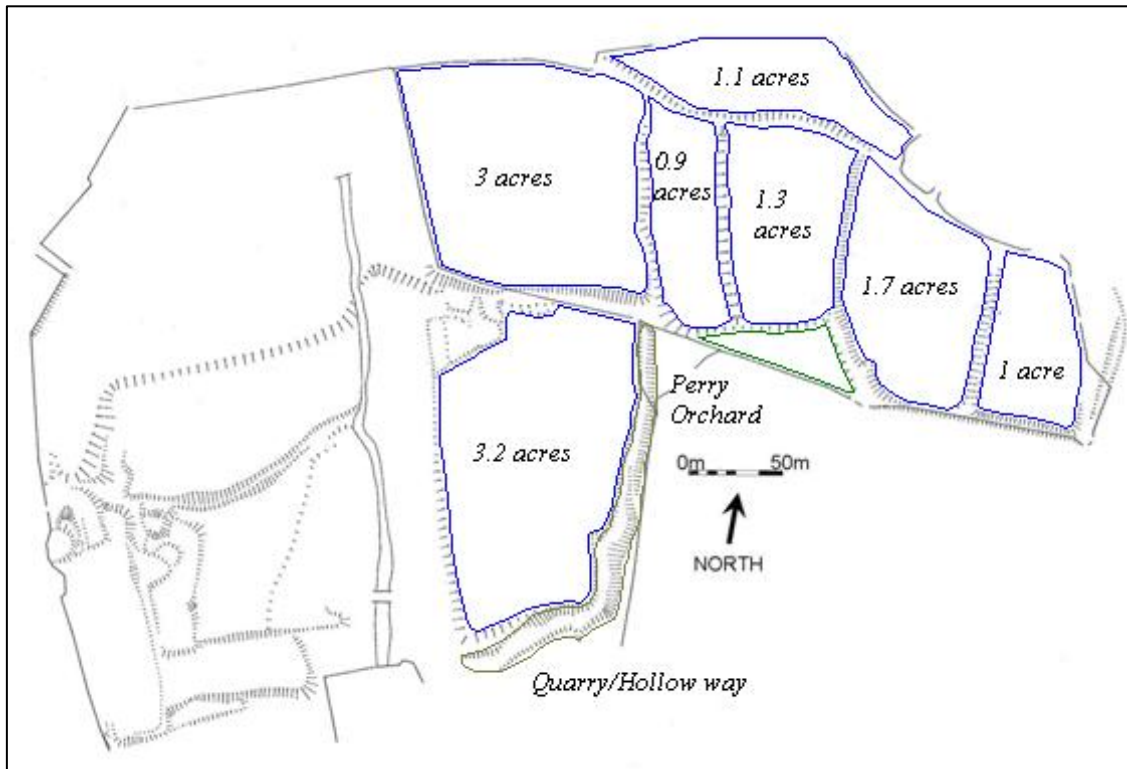 1.1 acres
3 acres
0.9
acres
1.3
acres
1.7 acres
1 acre
Perry
Orchard
3.2 acres
0m 50m
NORTH
Quarry/Hollow way